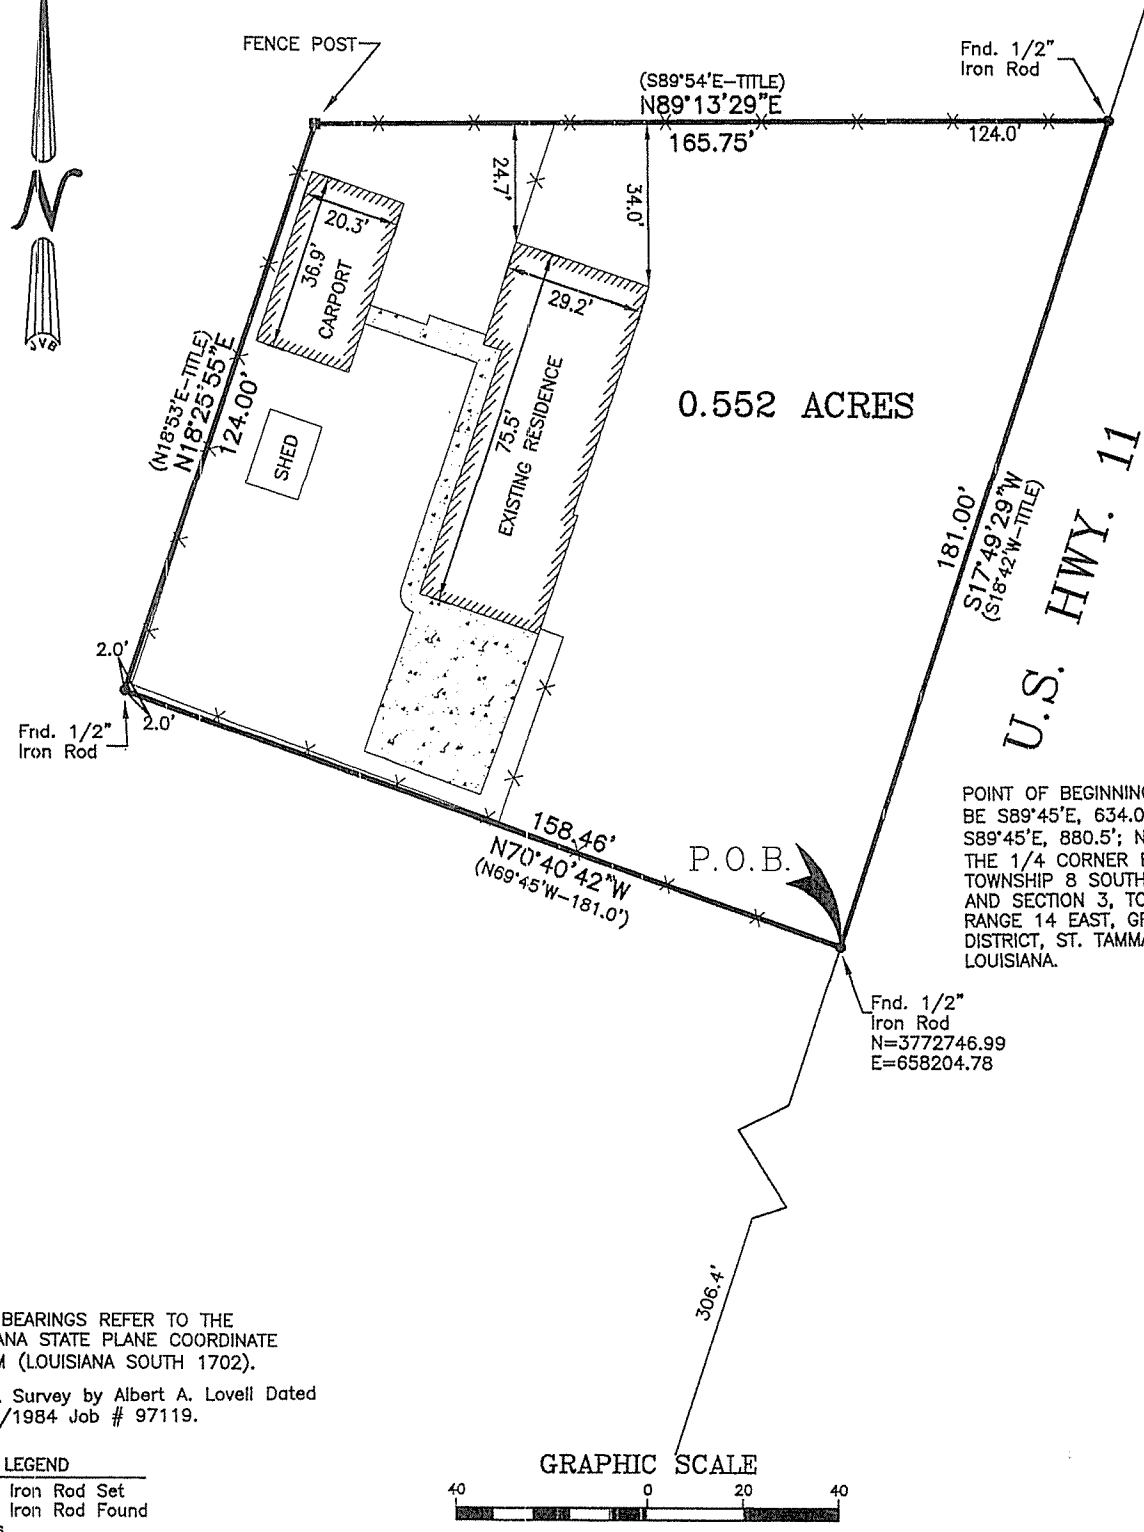 FENCE POST
Fnd. 1/2"
Iron Rod
(S89°54'E-TITLE)
N89°13'29"E
165.75'
124.0'
N
JVB
24.7'
34.0'
20.3'
36.9'
CARPORT
29.2'
75.5'
EXISTING RESIDENCE
0.552 ACRES
(N18°53'E-TITLE)
N18°25'55"E
124.00'
SHED
181.00'
S17°49'29"W
(S18°42'W-TITLE)
U.S. HWY. 11
2.0'
2.0'
Fnd. 1/2"
Iron Rod
158.46'
N70°40'42"W
(N69°45'W-181.0')
P.O.B.
POINT OF BEGINNING
BE S89°45'E, 634.0
S89°45'E, 880.5'; N
THE 1/4 CORNER
TOWNSHIP 8 SOUTH
AND SECTION 3, TO
RANGE 14 EAST, GR
DISTRICT, ST. TAMMA
LOUISIANA.
Fnd. 1/2"
Iron Rod
N=3772746.99
E=658204.78
306.4'
BEARINGS REFER TO THE
ANA STATE PLANE COORDINATE
M (LOUISIANA SOUTH 1702).
. Survey by Albert A. Lovell Dated
/1984 Job # 97119.
LEGEND
Iron Rod Set
Iron Rod Found
GRAPHIC SCALE
40 0 20 40